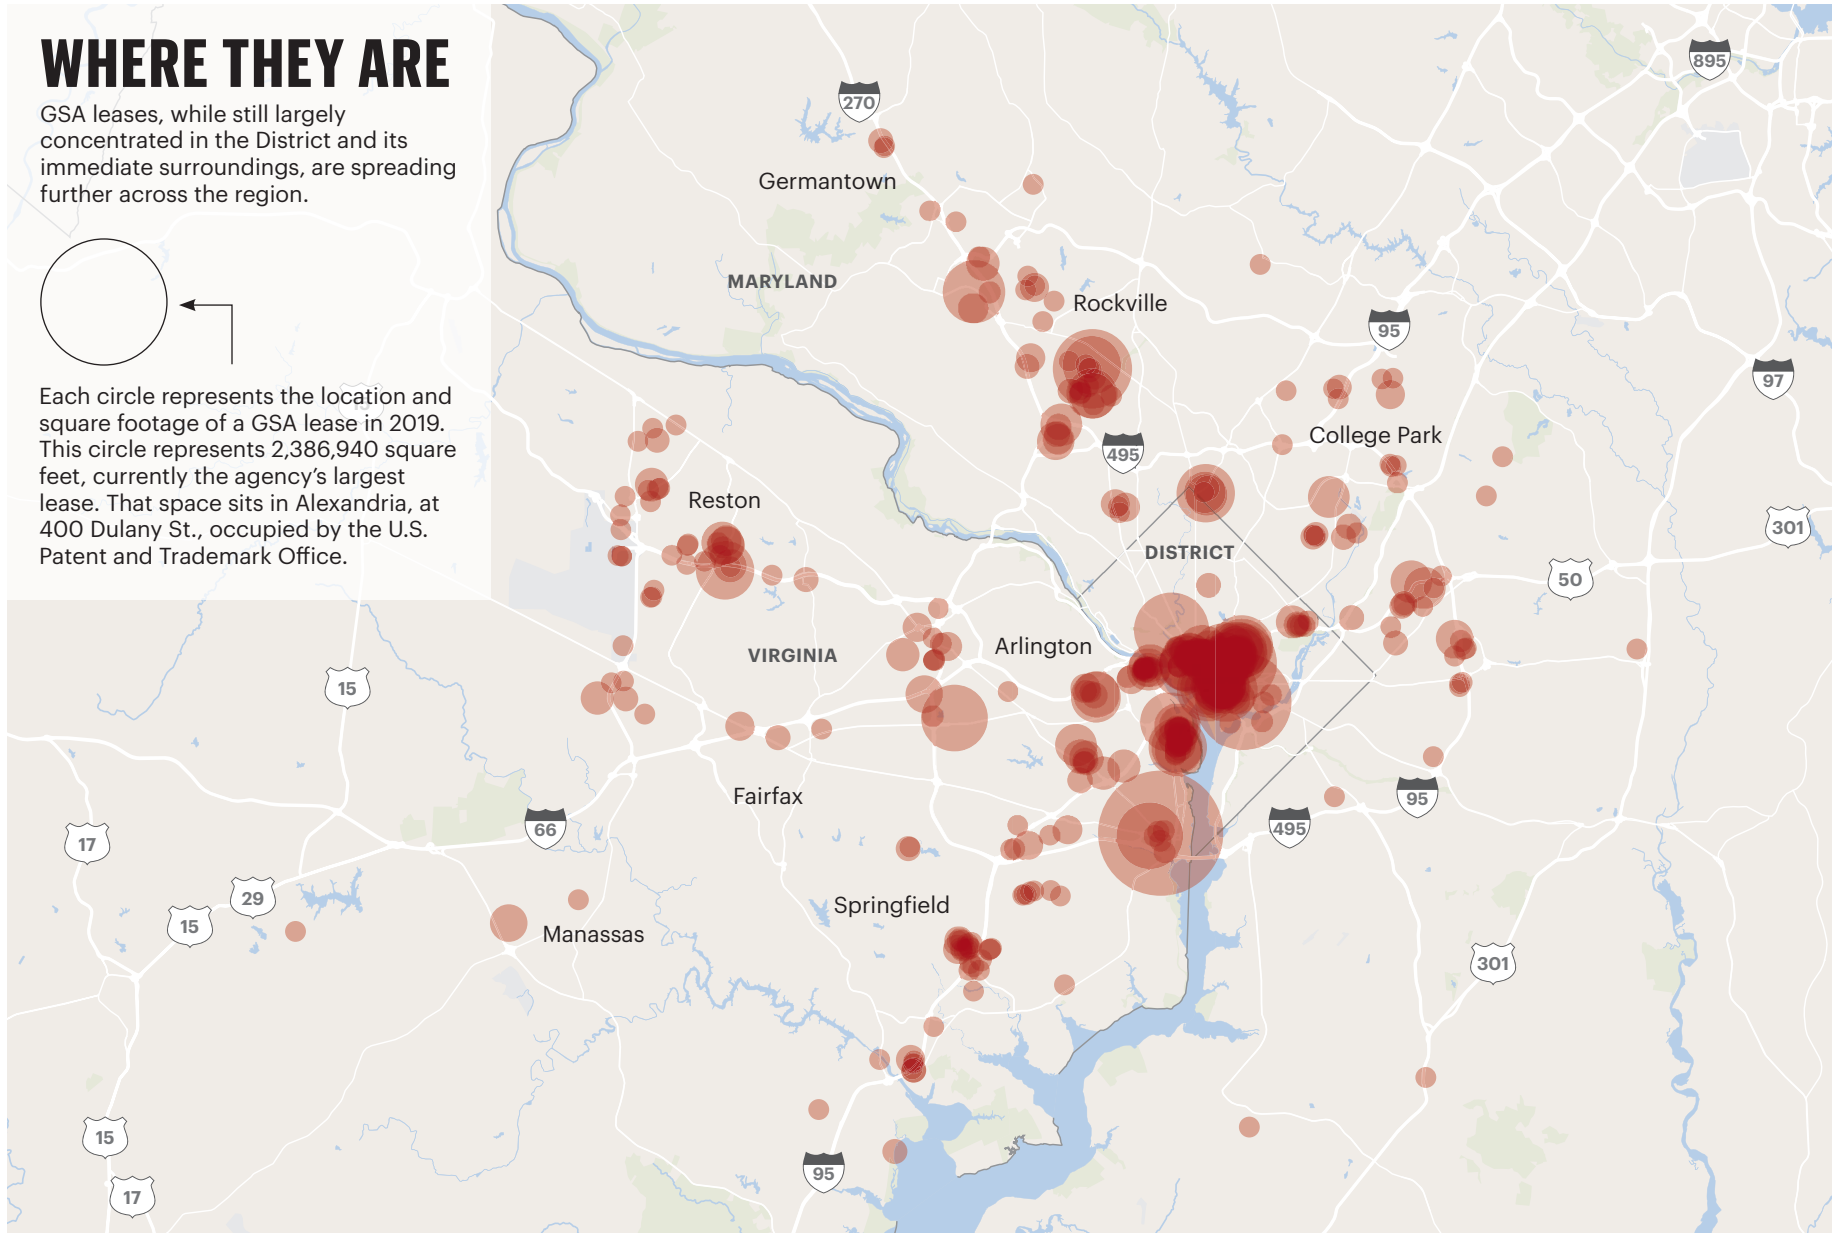 WHERE THEY ARE
GSA leases, while still largely
concentrated in the District and its
immediate surroundings, are spreading
further across the region.
Each circle represents the location and
square footage of a GSA lease in 2019.
This circle represents 2,386,940 square
feet, currently the agency’s largest
lease. That space sits in Alexandria, at
400 Dulany St., occupied by the U.S.
Patent and Trademark Office.
15
895
270
Germantown
MARYLAND
Rockville
95
97
College Park
495
Reston
301
DISTRICT
50
Arlington
VIRGINIA
15
Fairfax
95
66
495
17
29
Springfield
15
Manassas
301
15
95
17